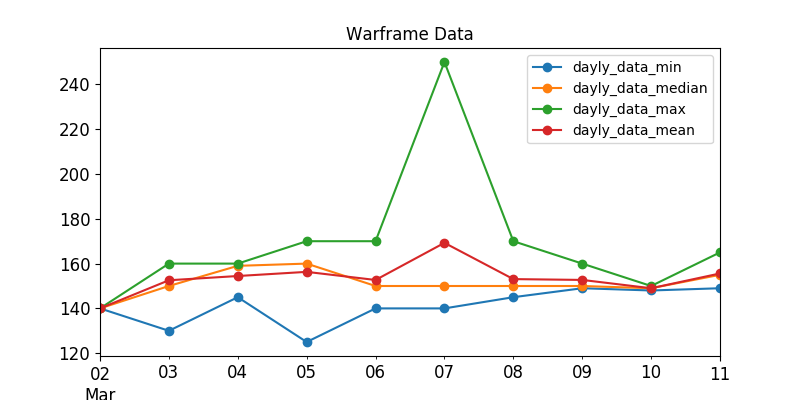 Warframe Data
dayly_data_min
dayly_data_median
dayly_data_max
dayly_data_mean
240
220
200
180
160
140
120
02 03 04 05 06 07 08 09 10 11
Mar